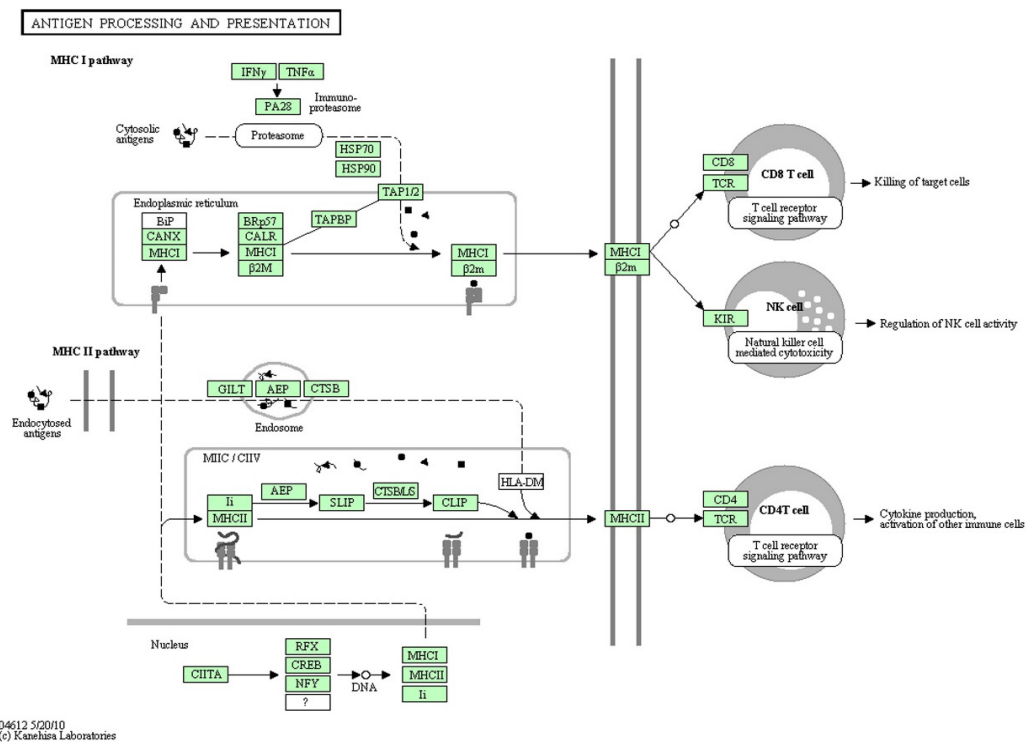 ANTIGEN PROCESSING AND PRESENTATION
MHC I pathway
IFNγ
TNFα
PA28
Immuno-
proteasome
Cytosolic
antigens
Proteasome
HSP70
HSP90
TAP1/2
Endoplasmic reticulum
BiP
CANX
MHCI
BRp57
CALR
MHCI
β2M
TAPBP
MHCI
β2m
MHCI
β2m
CD8
TCR
CD8 T cell
T cell receptor
signaling pathway
Killing of target cells
KIR
NK cell
Natural killer cell
mediated cytotoxicity
Regulation of NK cell activity
MHC II pathway
Endocytosed
antigens
GILT
AEP
CTSB
Endosome
MIIC / CIIV
Ii
MHCII
AEP
SLIP
CTSB/L/S
CLIP
HLA-DM
MHCII
CD4
TCR
CD4T cell
T cell receptor
signaling pathway
Cytokine production,
activation of other immune cells
Nucleus
CIITA
RFX
CREB
NFY
?
DNA
MHCI
MHCII
Ii
04612 5/20/10
(c) Kanehisa Laboratories